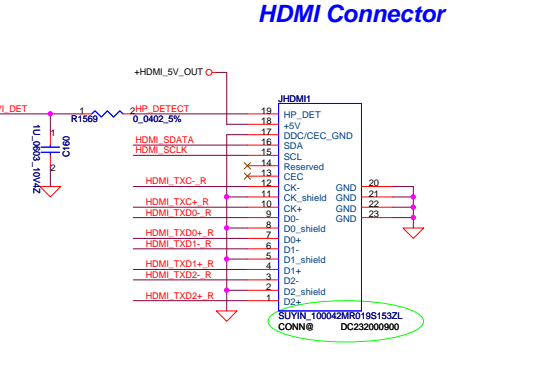 HDMI Connector
+HDMI_5V_OUT
JHDMI1
I_DET
1
R1569
2
HP_DETECT
0_0402_5%
19 HP_DET
18 +5V
17 DDC/CEC_GND
HDMI_SDATA 16 SDA
HDMI_SCLK 15 SCL
14 Reserved
13 CEC
1U_0603_10V4Z
1
2
C160
HDMI_TXC-_R 12 CK-
11 CK_shield
HDMI_TXC+_R 10 CK+
HDMI_TXD0-_R 9 D0-
8 D0_shield
HDMI_TXD0+_R 7 D0+
HDMI_TXD1-_R 6 D1-
5 D1_shield
HDMI_TXD1+_R 4 D1+
HDMI_TXD2-_R 3 D2-
2 D2_shield
HDMI_TXD2+_R 1 D2+
GND 20
GND 21
GND 22
GND 23
SUYIN_100042MR019S153ZL
CONN@ DC232000900